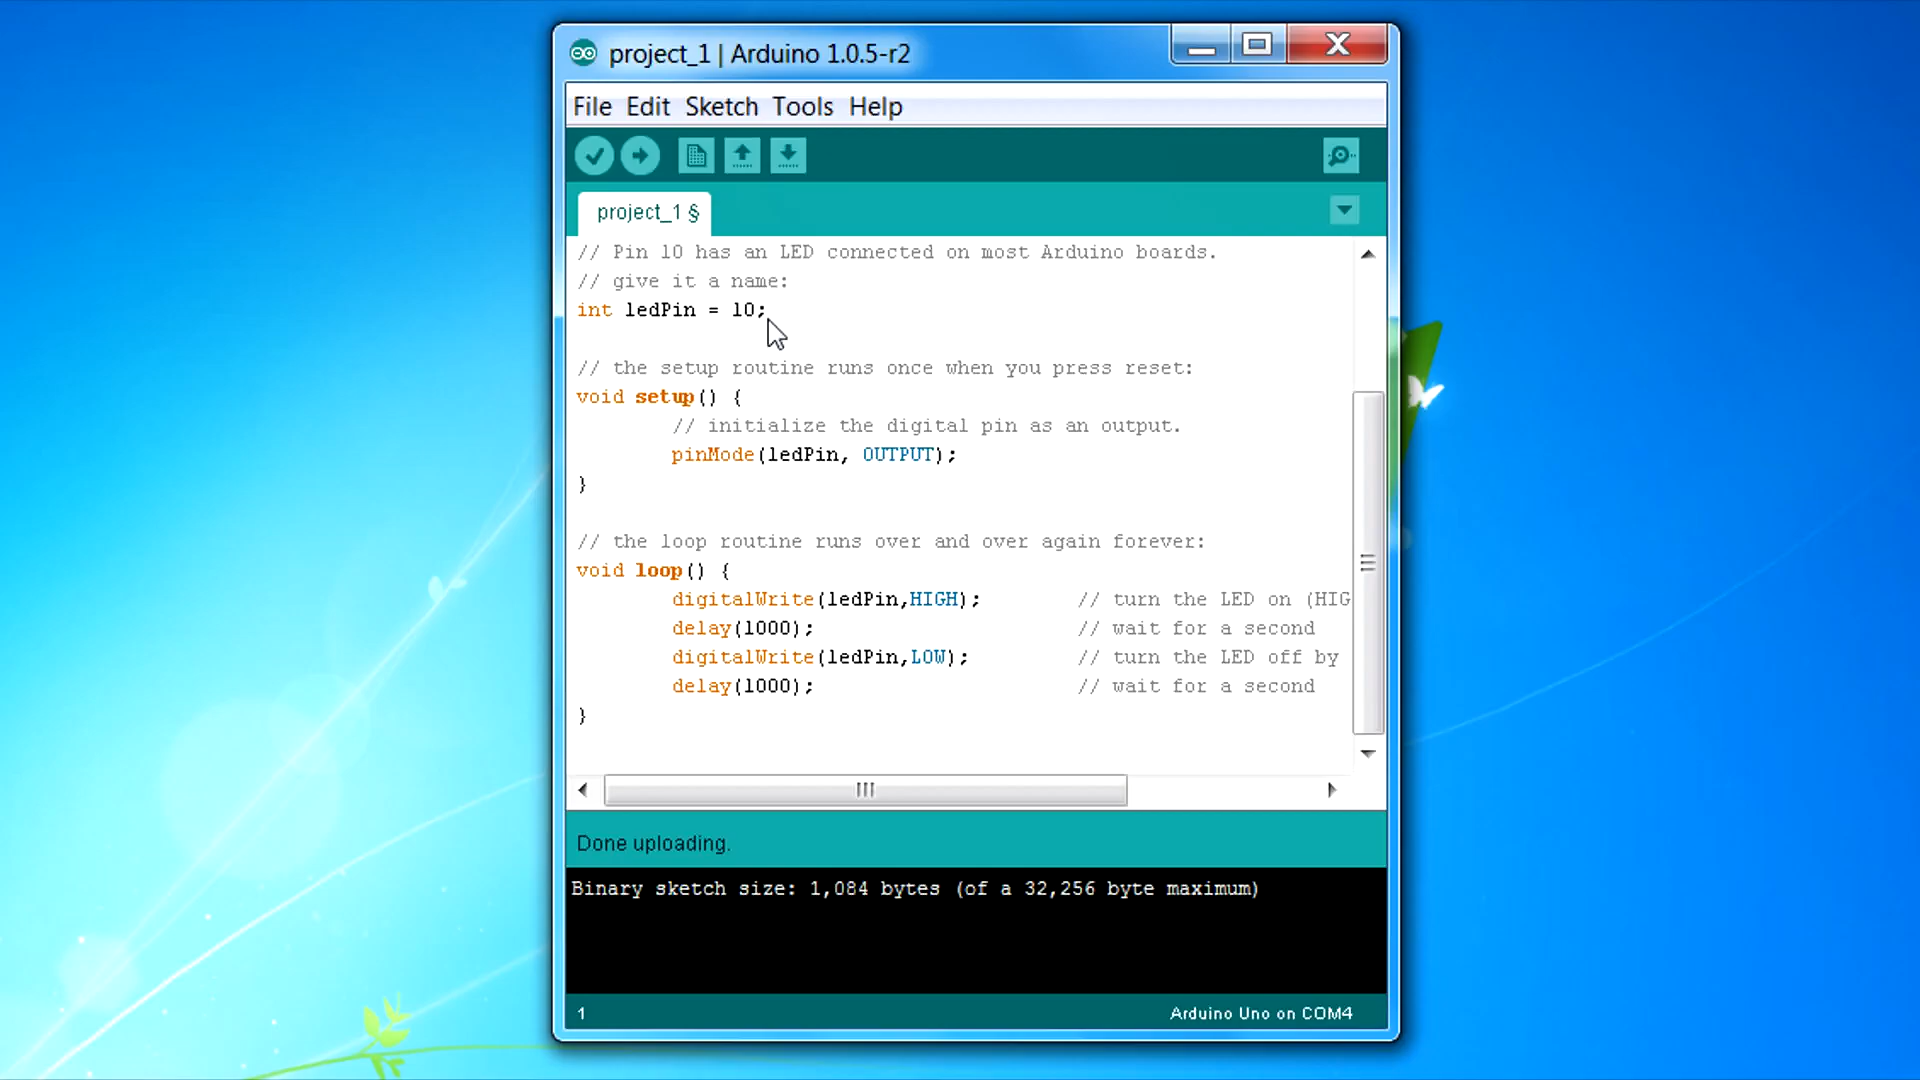 project_1 | Arduino 1.0.5-r2
File Edit Sketch Tools Help
project_1 §
// Pin 10 has an LED connected on most Arduino boards.
// give it a name:
int ledPin = 10;
// the setup routine runs once when you press reset:
void setup() {
// initialize the digital pin as an output.
pinMode(ledPin, OUTPUT);
}
// the loop routine runs over and over again forever:
void loop() {
digitalWrite(ledPin,HIGH); // turn the LED on (HIG
delay(1000); // wait for a second
digitalWrite(ledPin,LOW); // turn the LED off by
delay(1000); // wait for a second
}
Done uploading.
Binary sketch size: 1,084 bytes (of a 32,256 byte maximum)
1 Arduino Uno on COM4